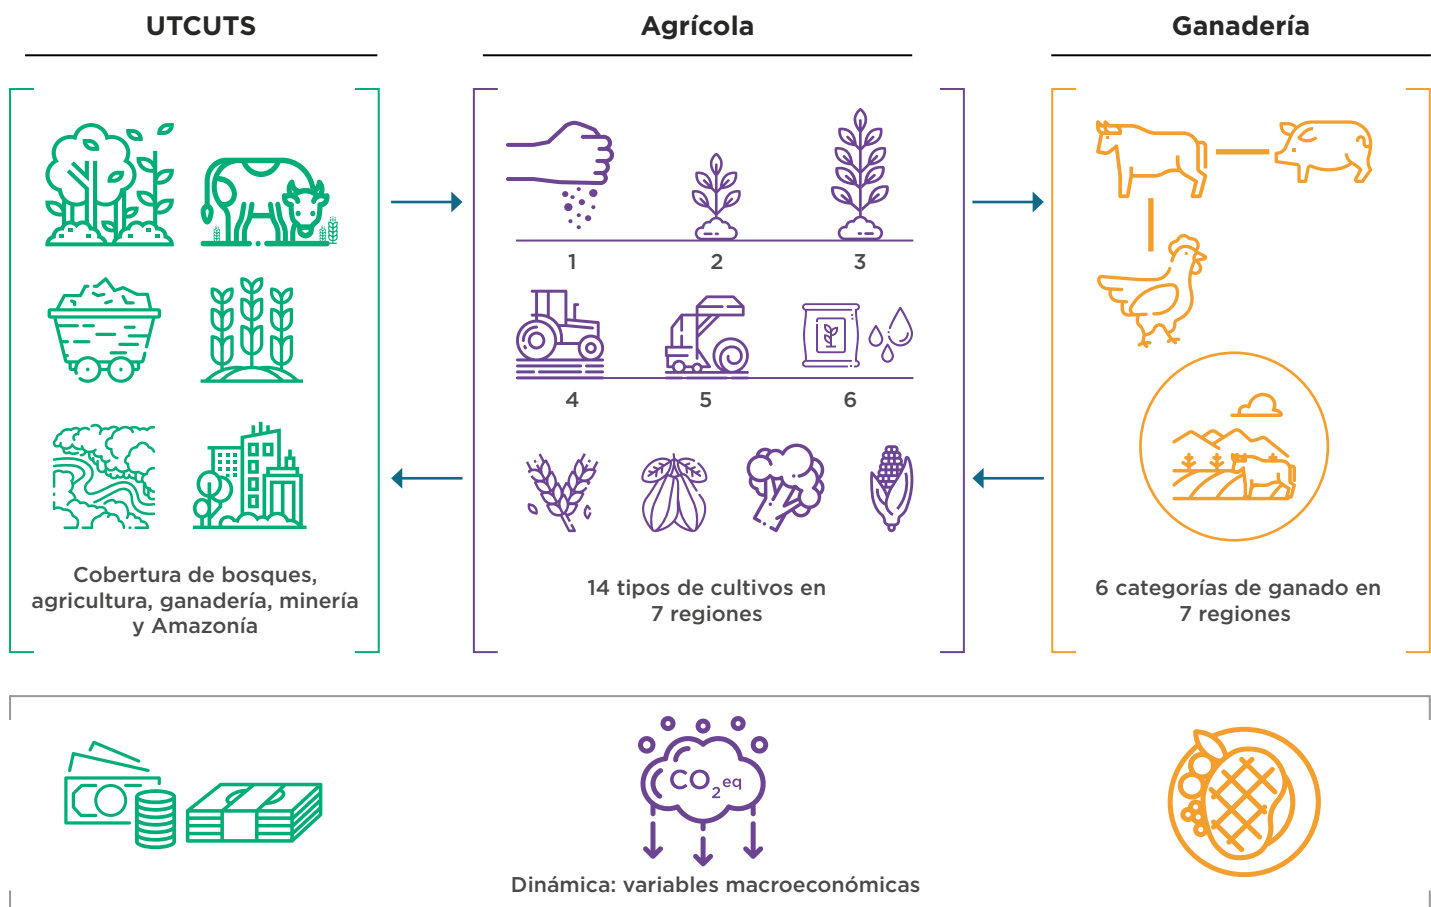 UTCUTS
Agrícola
Ganadería
1
2
3
4
5
6
Cobertura de bosques,
agricultura, ganadería, minería
y Amazonía
14 tipos de cultivos en
7 regiones
6 categorías de ganado en
7 regiones
CO2eq
Dinámica: variables macroeconómicas